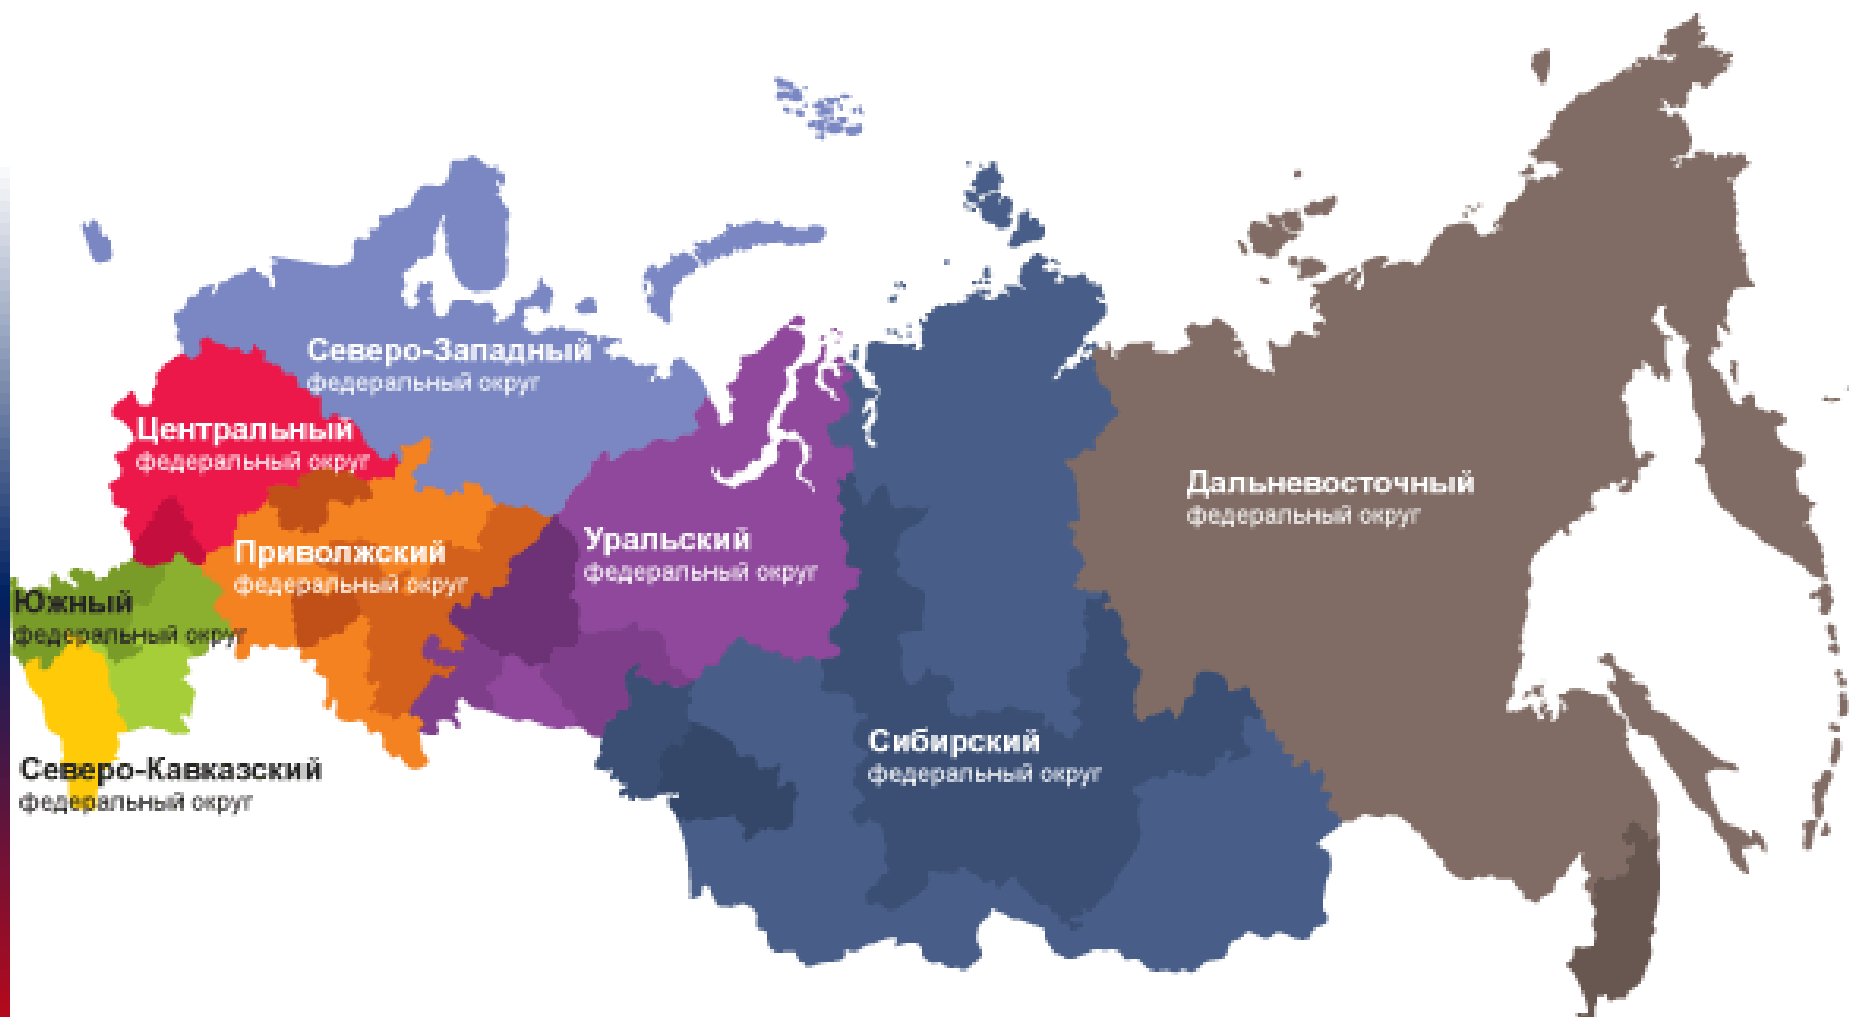 Северо-Западный
федеральный округ
Центральный
федеральный округ
Дальневосточный
федеральный округ
Уральский
федеральный округ
Приволжский
федеральный округ
Южный
федеральный округ
Сибирский
федеральный округ
Северо-Кавказский
федеральный округ